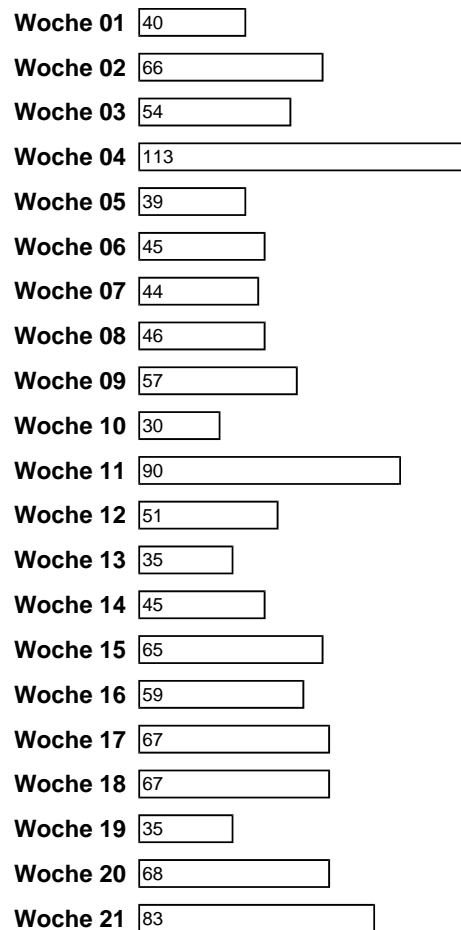 Woche 01 40
Woche 02 66
Woche 03 54
Woche 04 113
Woche 05 39
Woche 06 45
Woche 07 44
Woche 08 46
Woche 09 57
Woche 10 30
Woche 11 90
Woche 12 51
Woche 13 35
Woche 14 45
Woche 15 65
Woche 16 59
Woche 17 67
Woche 18 67
Woche 19 35
Woche 20 68
Woche 21 83